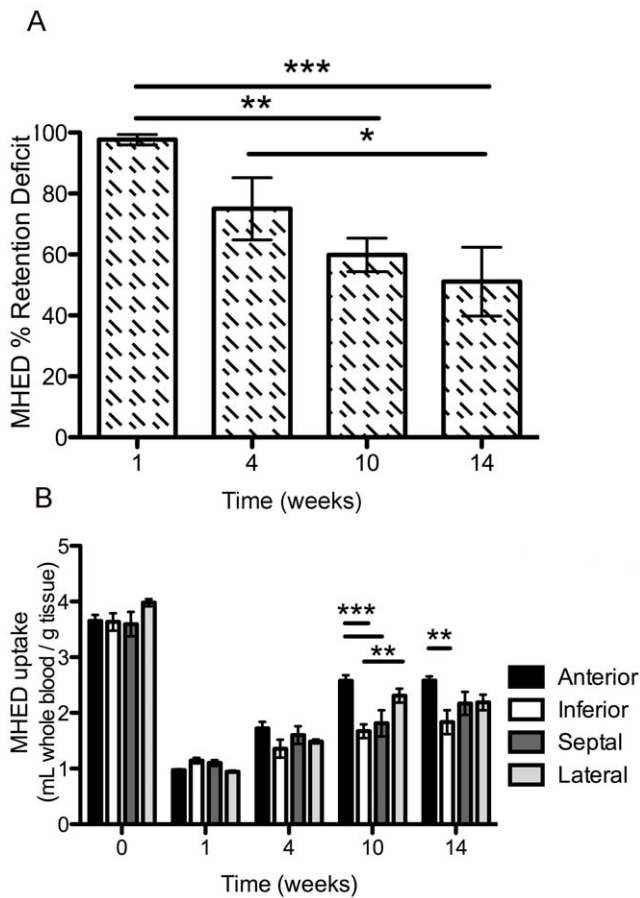 A
***
**
*
100
80
60
40
20
0
MHED % Retention Deficit
1 4 10 14
Time (weeks)
B
5
4
3
2
1
0
MHED uptake
(mL whole blood / g tissue)
***
**
**
Anterior
Inferior
Septal
Lateral
0 1 4 10 14
Time (weeks)